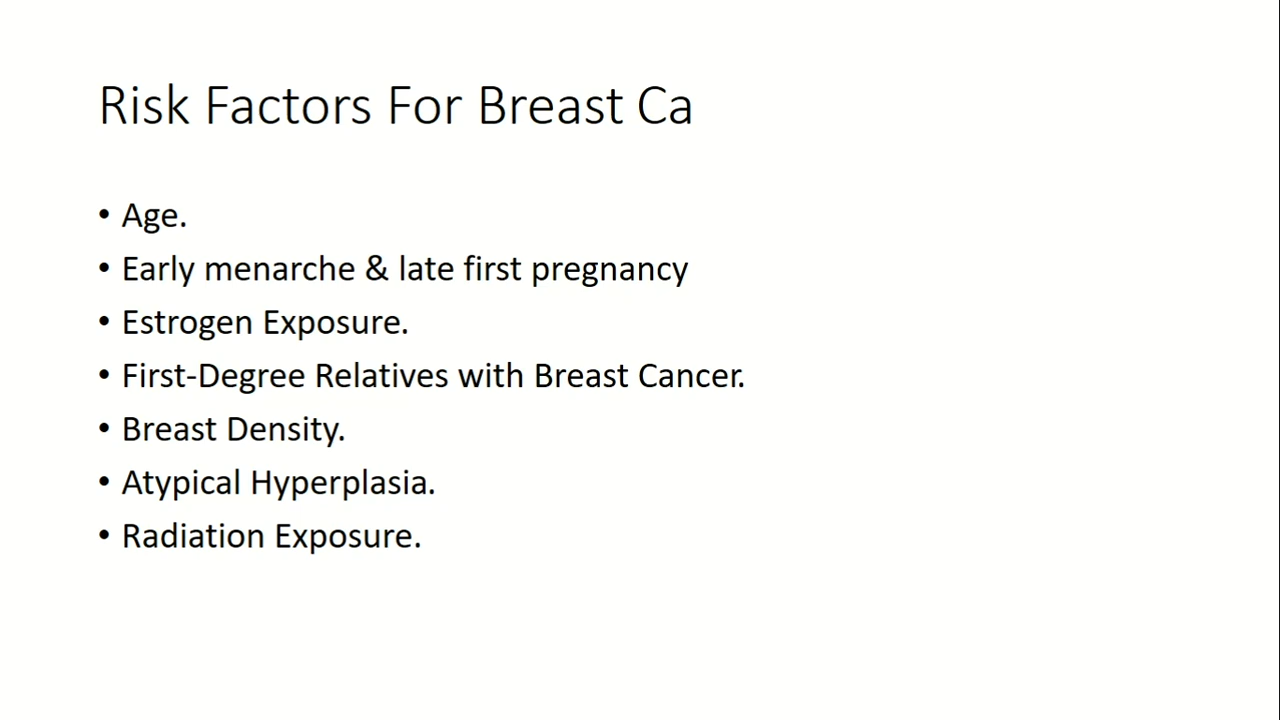 Risk Factors For Breast Ca
• Age.
• Early menarche & late first pregnancy
• Estrogen Exposure.
• First-Degree Relatives with Breast Cancer.
• Breast Density.
• Atypical Hyperplasia.
• Radiation Exposure.